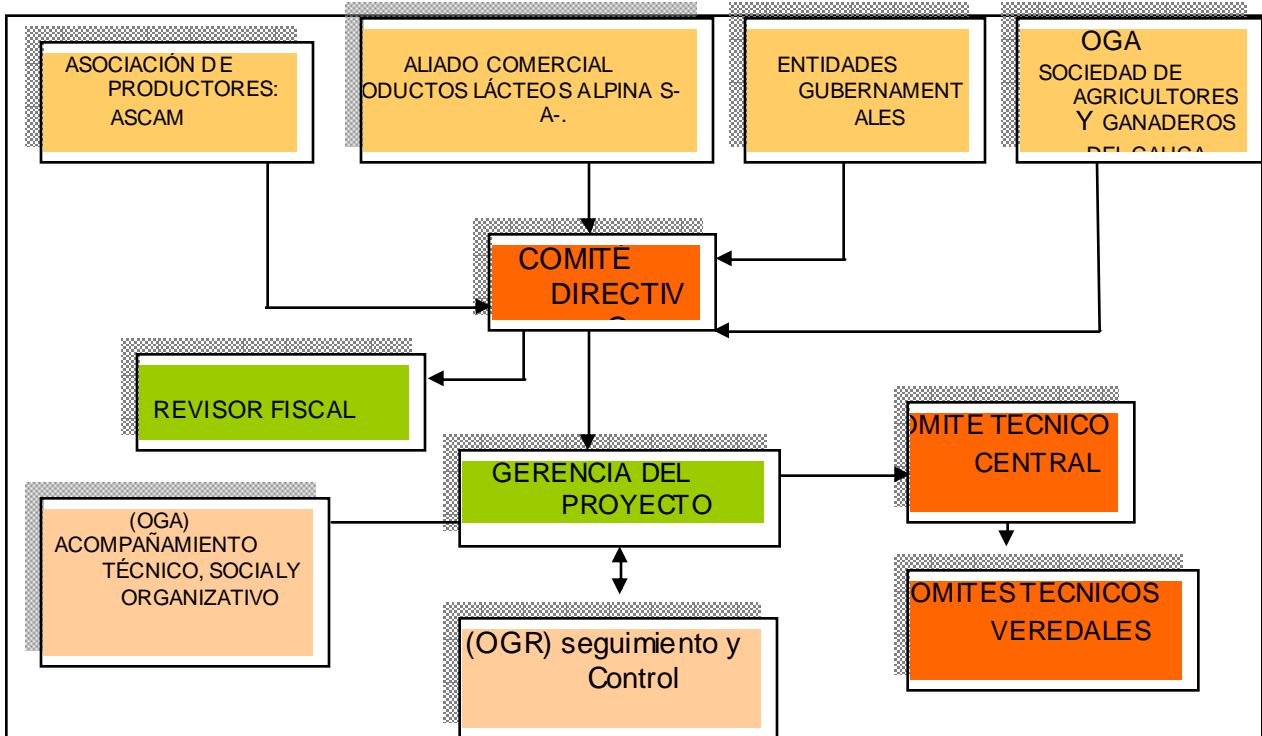 ASOCIACIÓN DE
PRODUCTORES:
ASCAM
ALIADO COMERCIAL
ODUCTOS LÁCTEOS ALPINA S-
A-.
ENTIDADES
GUBERNAMENT
ALES
OGA
SOCIEDAD DE
AGRICULTORES
Y GANADEROS
DEL CAUCA
COMITÉ
DIRECTIV
REVISOR FISCAL
GERENCIA DEL
PROYECTO
OMITE TECNICO
CENTRAL
(OGA)
ACOMPAÑAMIENTO
TÉCNICO, SOCIAL Y
ORGANIZATIVO
OMITES TECNICOS
VEREDALES
(OGR) seguimiento y
Control